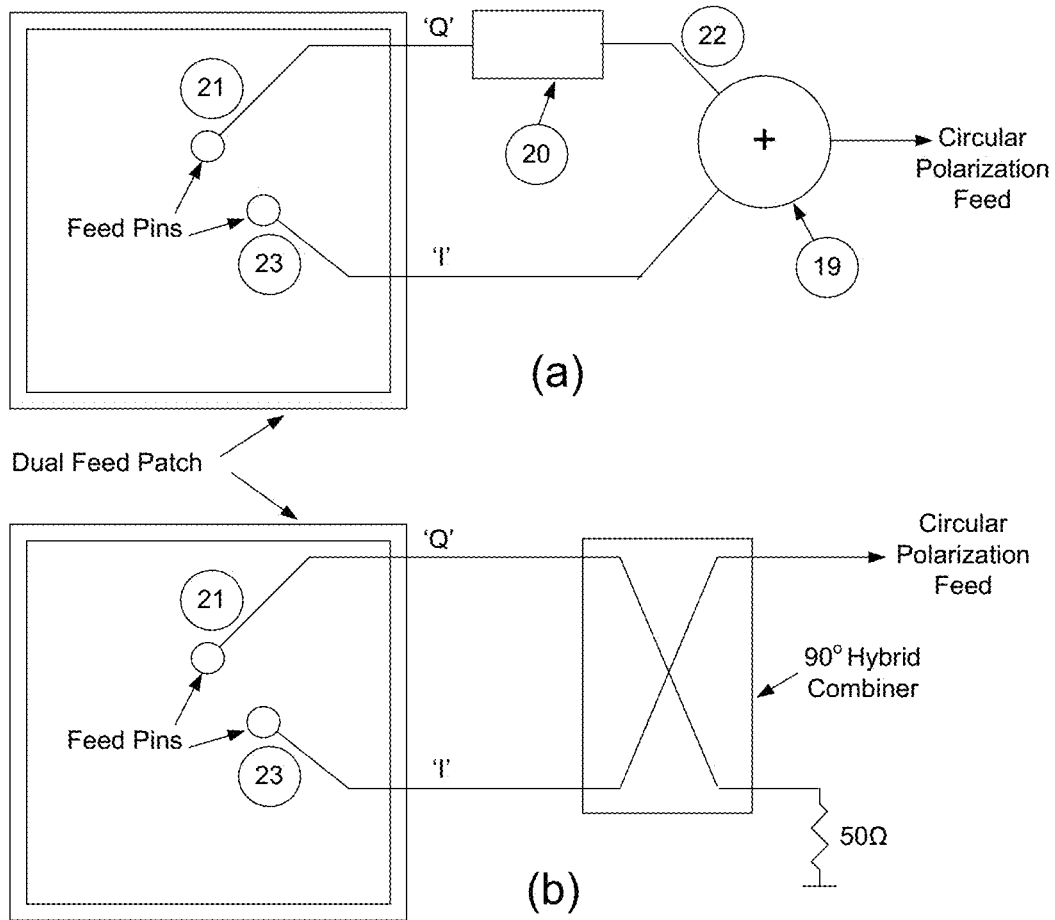 'Q'
22
21
20
+
Circular
Polarization
Feed
Feed Pins
23
'I'
19
(a)
Dual Feed Patch
'Q'
Circular
Polarization
Feed
21
90° Hybrid
Combiner
Feed Pins
23
'I'
50Ω
(b)